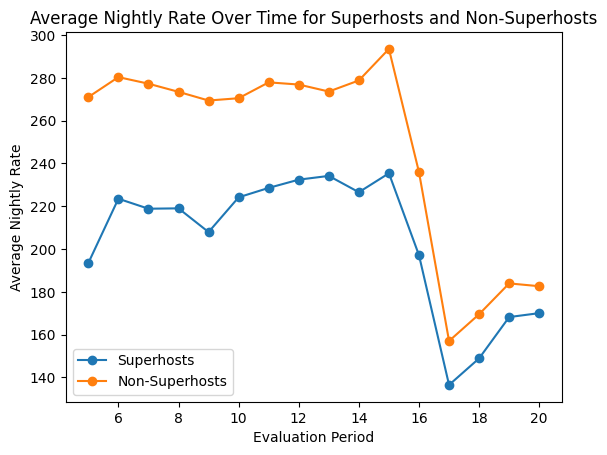 Average Nightly Rate Over Time for Superhosts and Non-Superhosts
300
280
260
240
220
200
180
160
140
Average Nightly Rate
Superhosts
Non-Superhosts
6 8 10 12 14 16 18 20
Evaluation Period